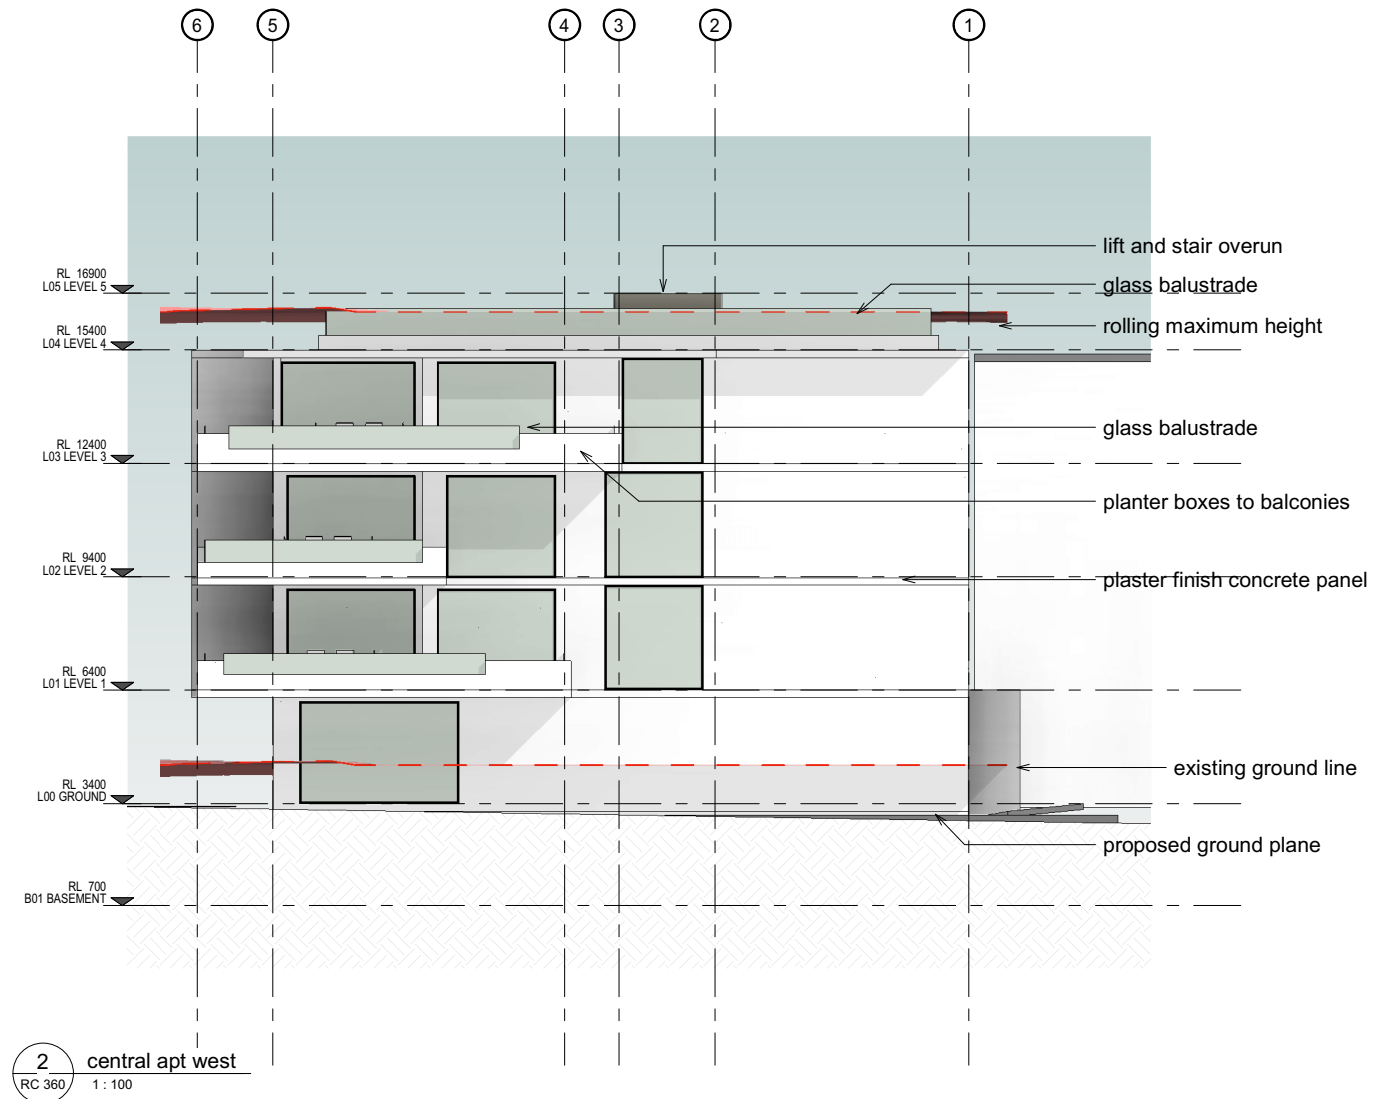 6 5 4 3 2 1
lift and stair overun
RL 16900
L05 LEVEL 5
glass balustrade
rolling maximum height
RL 15400
L04 LEVEL 4
glass balustrade
RL 12400
L03 LEVEL 3
planter boxes to balconies
RL 9400
L02 LEVEL 2
plaster finish concrete panel
RL 6400
L01 LEVEL 1
existing ground line
RL 3400
L00 GROUND
proposed ground plane
RL 700
B01 BASEMENT
2
central apt west
RC 360
1 : 100